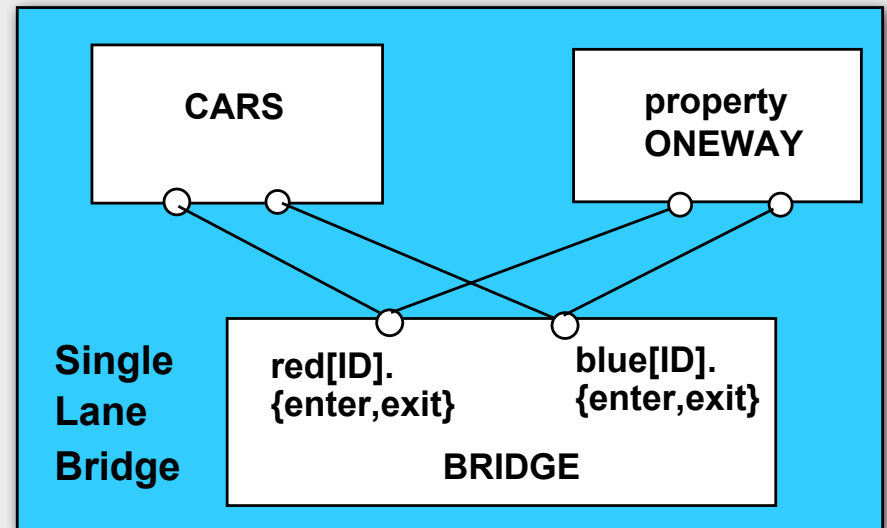 CARS
property
ONEWAY
Single
Lane
Bridge
red[ID].
{enter,exit}
blue[ID].
{enter,exit}
BRIDGE